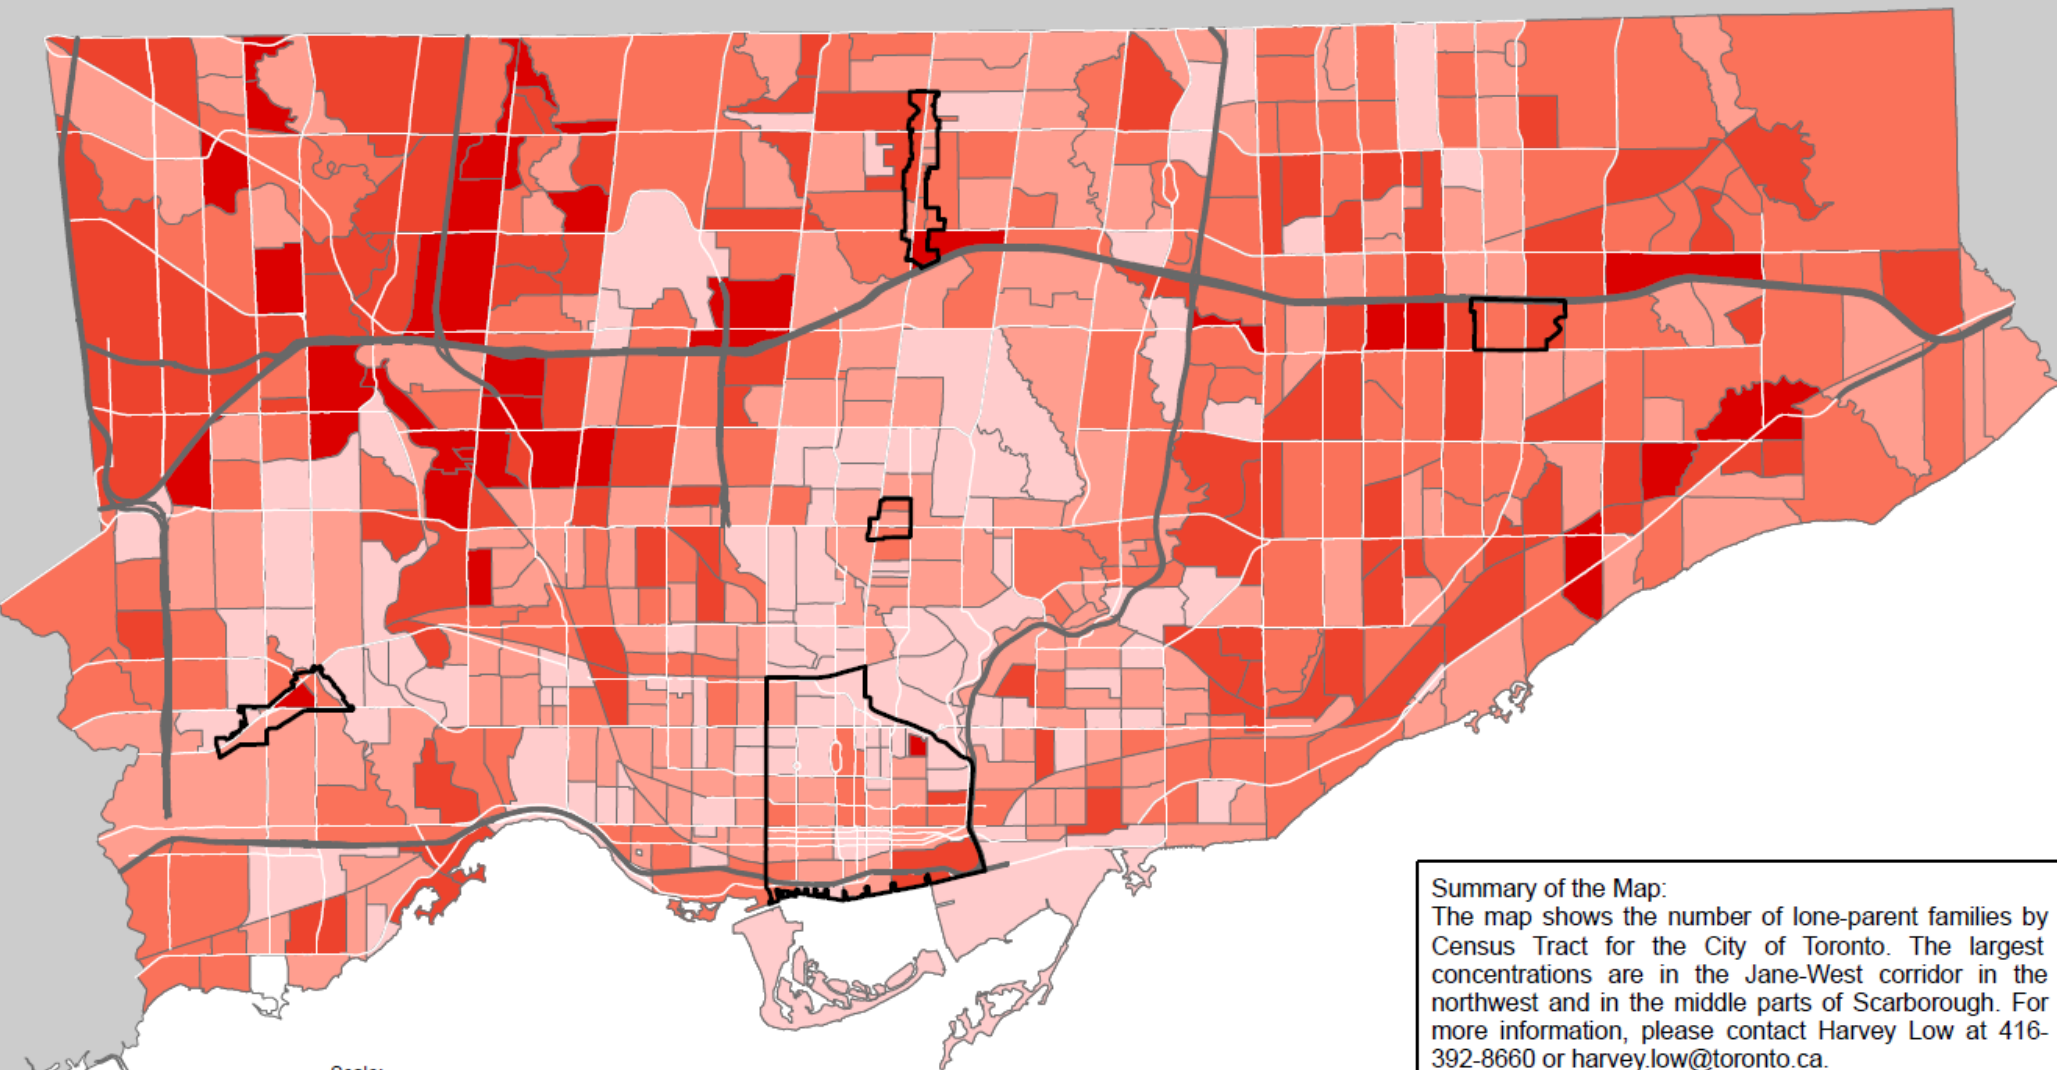 Summary of the Map:
The map shows the number of lone-parent families by
Census Tract for the City of Toronto. The largest
concentrations are in the Jane-West corridor in the
northwest and in the middle parts of Scarborough. For
more information, please contact Harvey Low at 416-
392-8660 or harvey.low@toronto.ca.